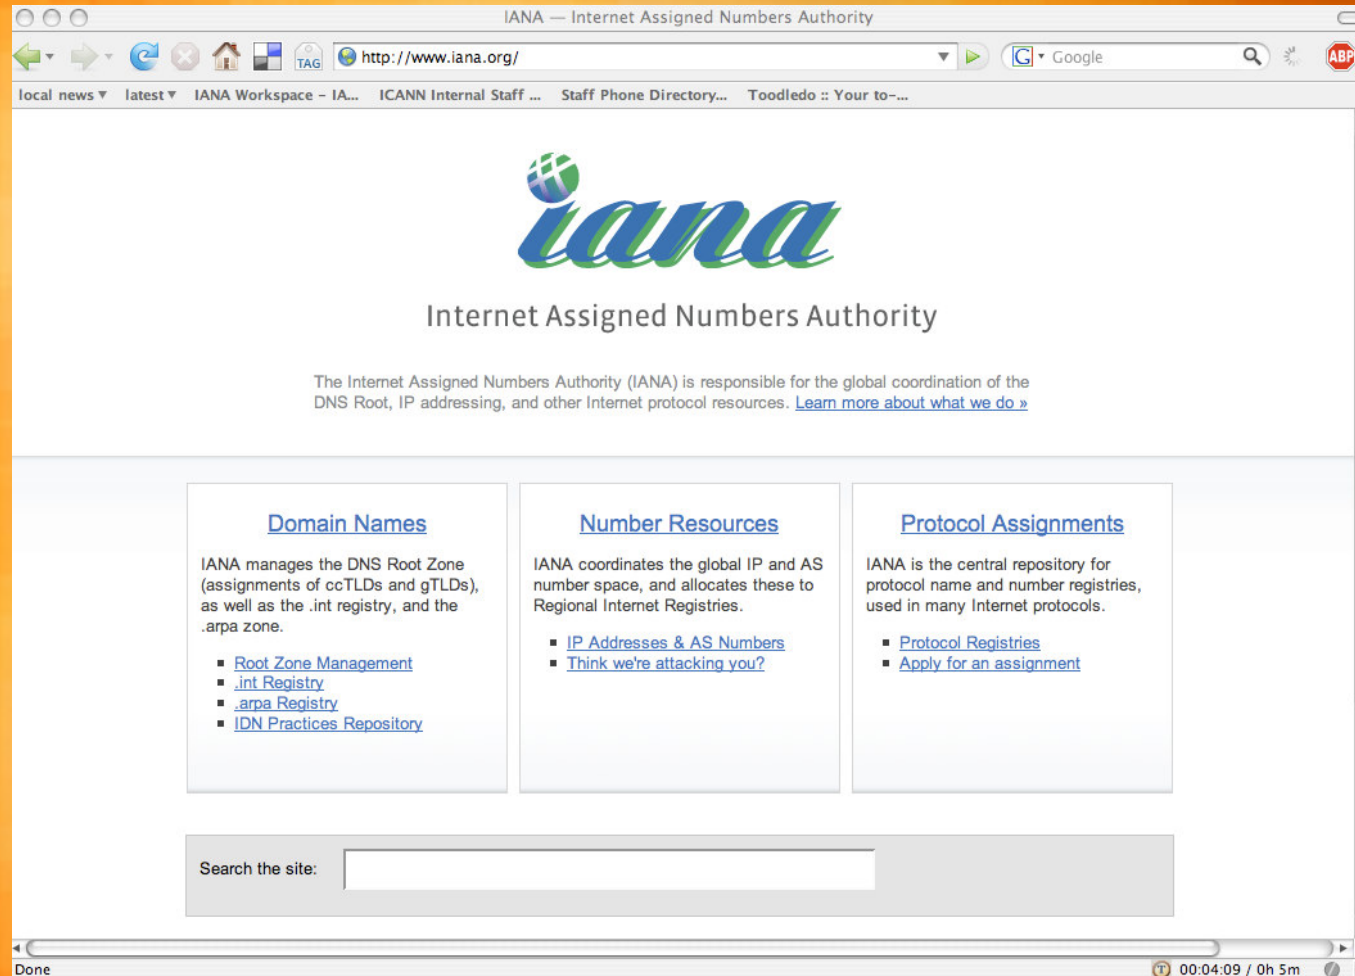 IANA — Internet Assigned Numbers Authority
TAG
http://www.iana.org/
G
Google
ABP
local news
latest
IANA Workspace – IA...
ICANN Internal Staff ...
Staff Phone Directory...
Toodledo :: Your to-...
iana
Internet Assigned Numbers Authority
The Internet Assigned Numbers Authority (IANA) is responsible for the global coordination of the
DNS Root, IP addressing, and other Internet protocol resources. Learn more about what we do »
Domain Names
IANA manages the DNS Root Zone
(assignments of ccTLDs and gTLDs),
as well as the .int registry, and the
.arpa zone.
Root Zone Management
.int Registry
.arpa Registry
IDN Practices Repository
Number Resources
IANA coordinates the global IP and AS
number space, and allocates these to
Regional Internet Registries.
IP Addresses & AS Numbers
Think we're attacking you?
Protocol Assignments
IANA is the central repository for
protocol name and number registries,
used in many Internet protocols.
Protocol Registries
Apply for an assignment
Search the site:
Done
T
00:04:09 / 0h 5m